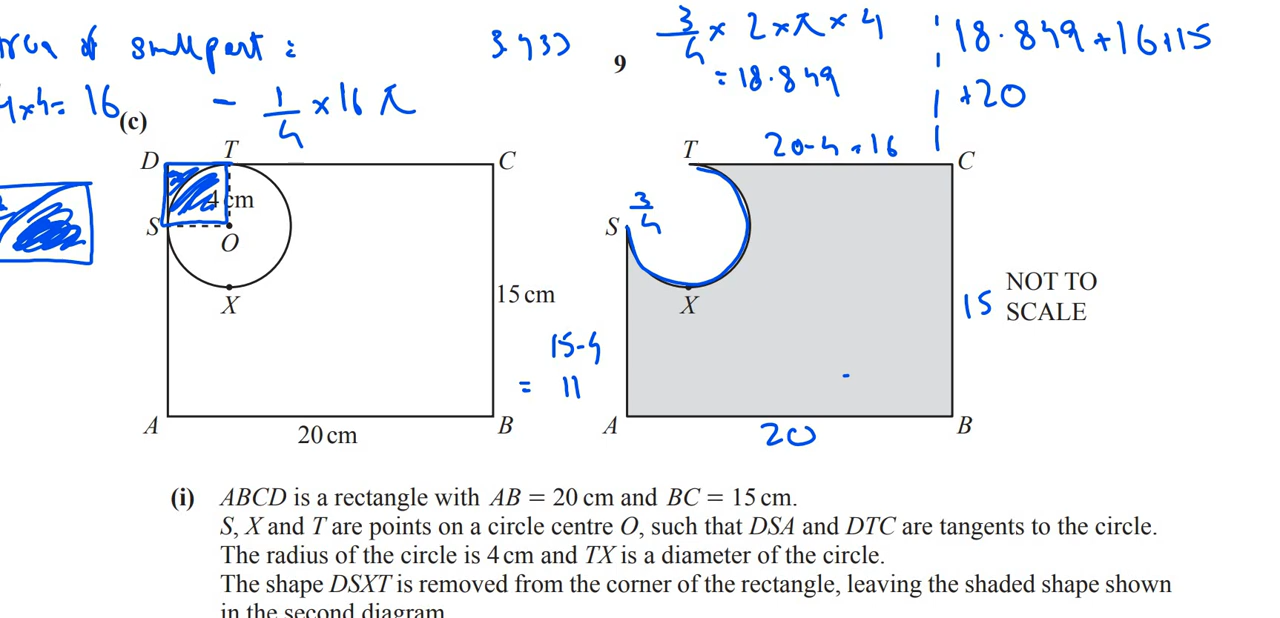 area of small part :
4x4= 16 - 1/4 x 16 π
9
3/4 x 2 x π x 4
= 18.849
18.849 + 16+15
+20
(c)
D T C
4 cm
S O
X
15 cm
A 20 cm B
15-4
= 11
20-4 = 16
T C
3/4
S
X
15
NOT TO
SCALE
A 20 B
(i) ABCD is a rectangle with AB = 20 cm and BC = 15 cm.
S, X and T are points on a circle centre O, such that DSA and DTC are tangents to the circle.
The radius of the circle is 4 cm and TX is a diameter of the circle.
The shape DSXT is removed from the corner of the rectangle, leaving the shaded shape shown
in the second diagram